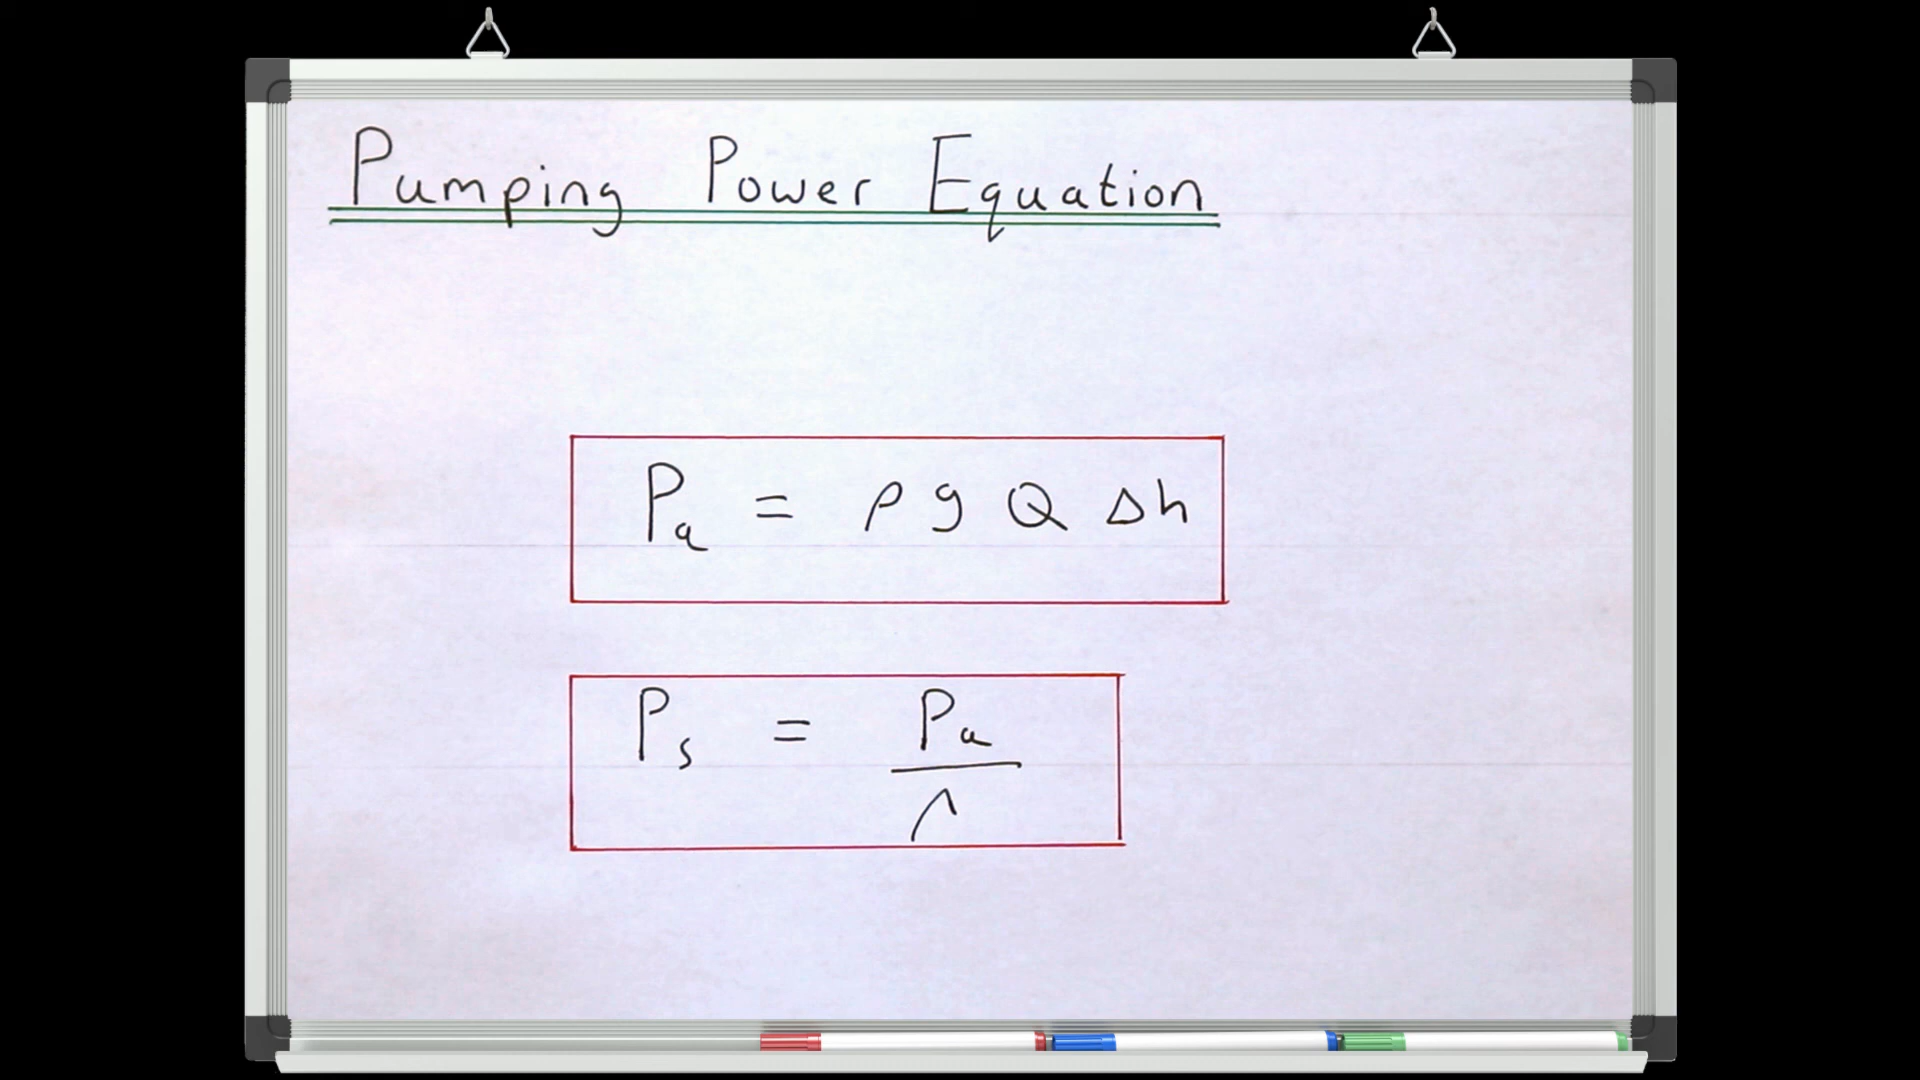 Pumping Power Equation
Pa = ρ g Q Δh
Ps = Pa